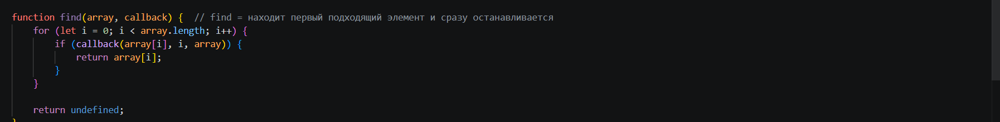 function find(array, callback) {  // find = находит первый подходящий элемент и сразу останавливается
    for (let i = 0; i < array.length; i++) {
        if (callback(array[i], i, array)) {
            return array[i];
        }
    }

    return undefined;
}